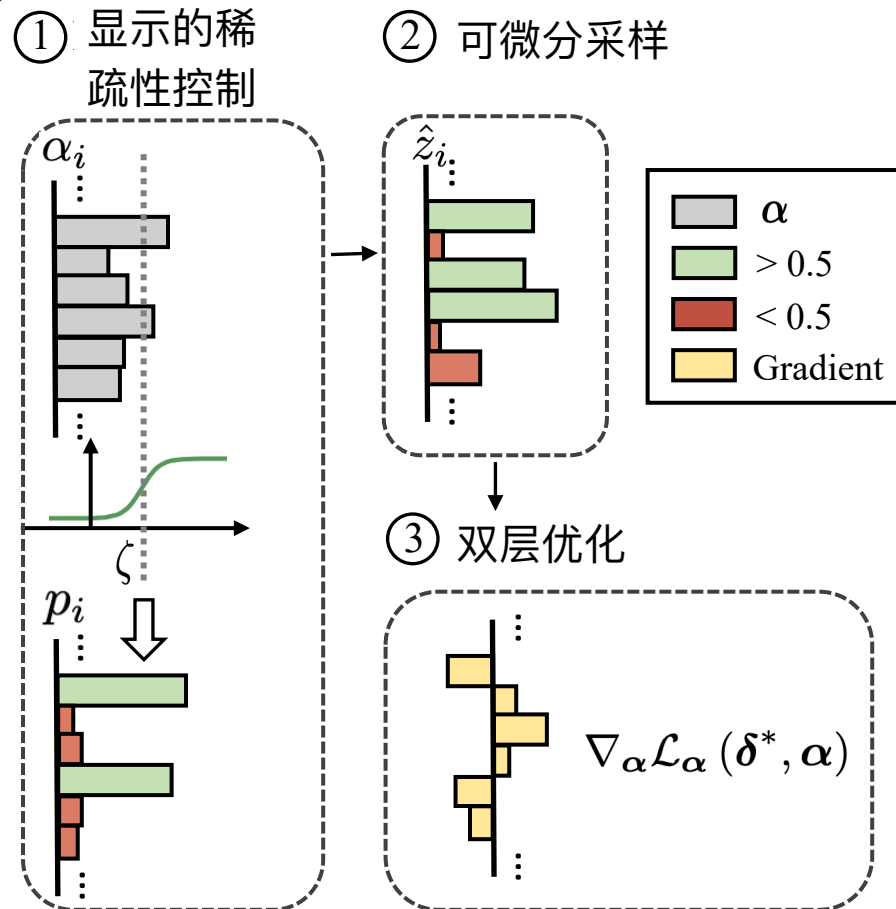 ① 显示的稀
疏性控制
α_i
⋮
⋮
ζ
p_i
⋮
⋮
② 可微分采样
ẑ_i
⋮
⋮
α
> 0.5
< 0.5
Gradient
③ 双层优化
⋮
∇_α ℒ_α (δ*, α)
⋮